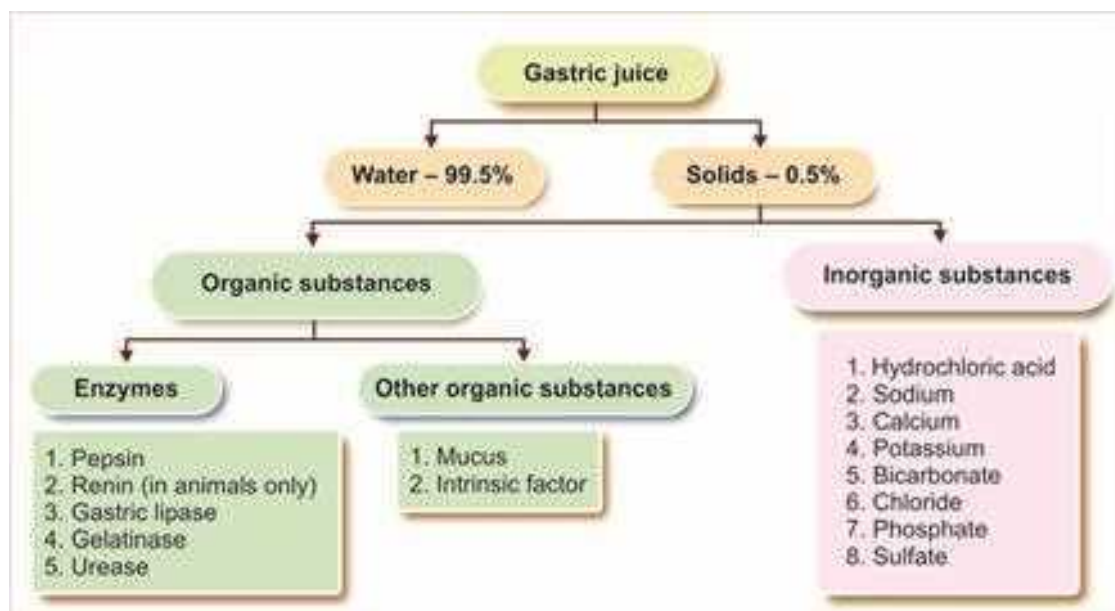 Gastric juice
Water – 99.5%
Solids – 0.5%
Organic substances
Inorganic substances
Enzymes
Other organic substances
1. Pepsin
2. Renin (in animals only)
3. Gastric lipase
4. Gelatinase
5. Urease
1. Mucus
2. Intrinsic factor
1. Hydrochloric acid
2. Sodium
3. Calcium
4. Potassium
5. Bicarbonate
6. Chloride
7. Phosphate
8. Sulfate